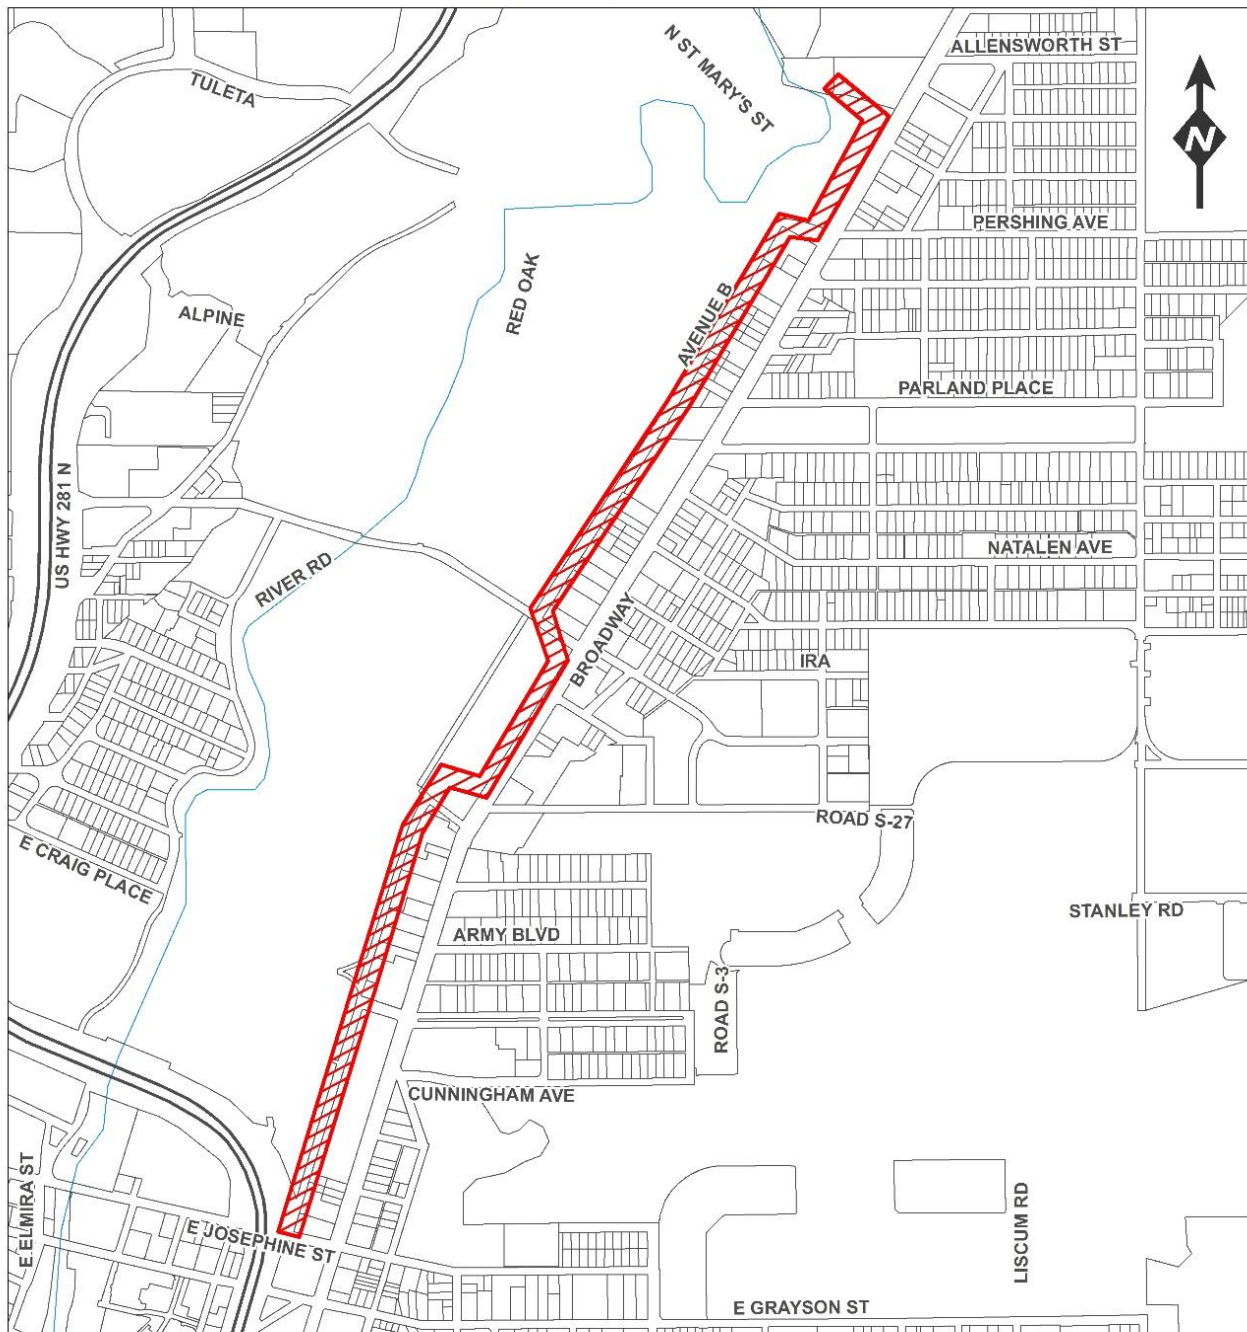 ALLENSWORTH ST
N ST MARY'S ST
TULETA
N
PERSHING AVE
RED OAK
ALPINE
AVENUE B
PARLAND PLACE
US HWY 281 N
NATALEN AVE
RIVER RD
BROADWAY
IRA
ROAD S-27
E CRAIG PLACE
STANLEY RD
ARMY BLVD
ROAD S-3
CUNNINGHAM AVE
E ELMIRA ST
E JOSEPHINE ST
LISCUM RD
E GRAYSON ST